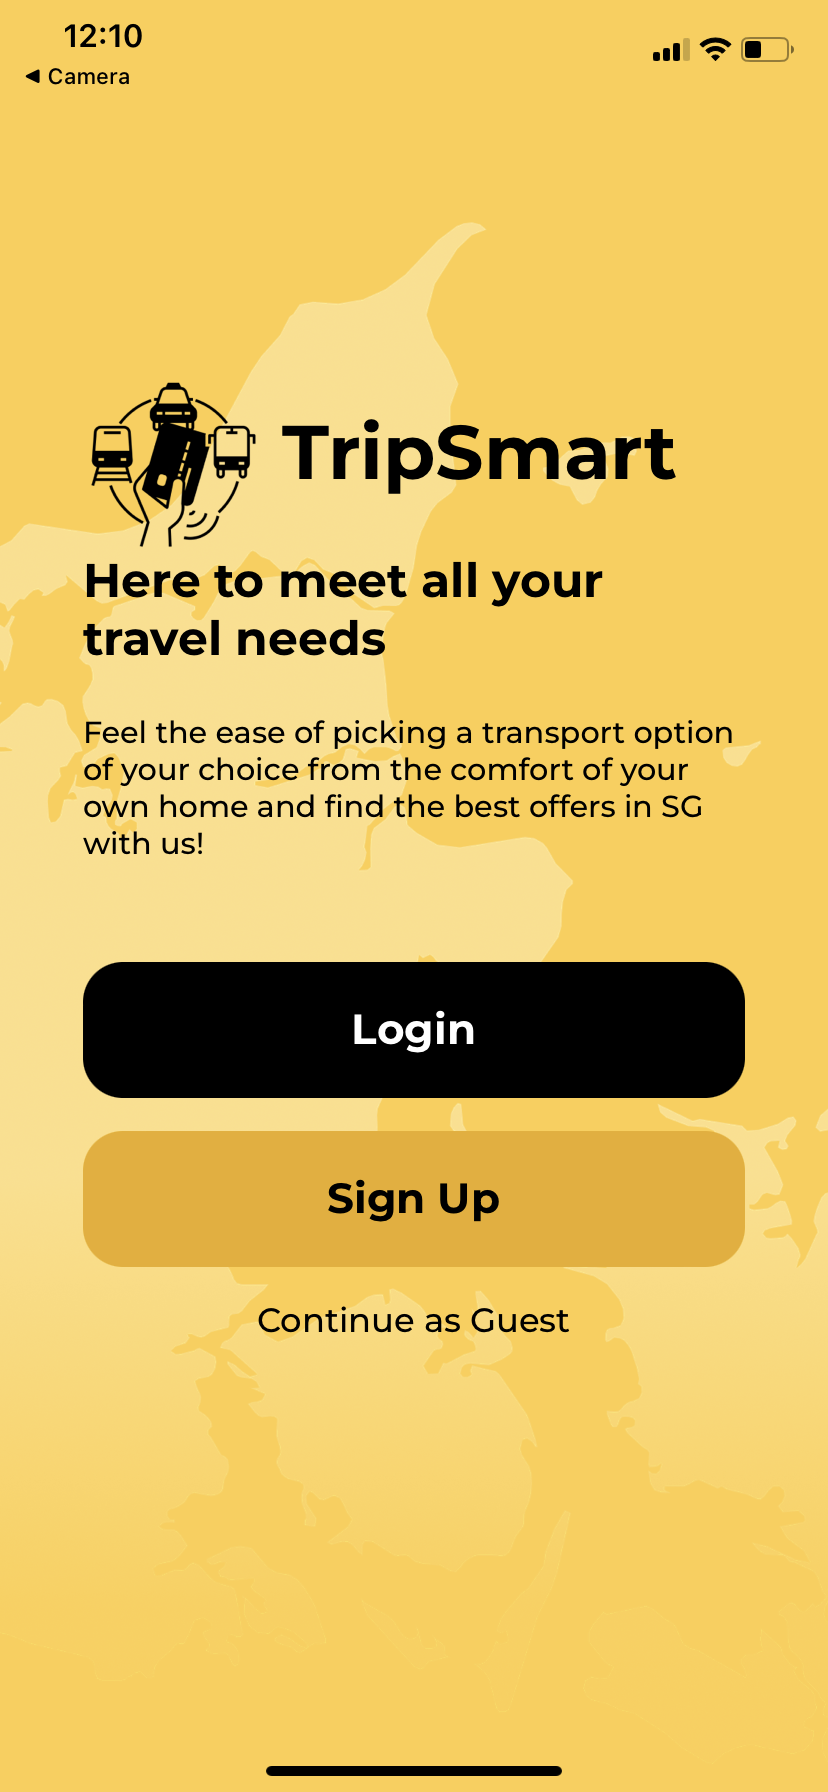 12:10
◀ Camera
TripSmart
Here to meet all your
travel needs
Feel the ease of picking a transport option
of your choice from the comfort of your
own home and find the best offers in SG
with us!
Login
Sign Up
Continue as Guest